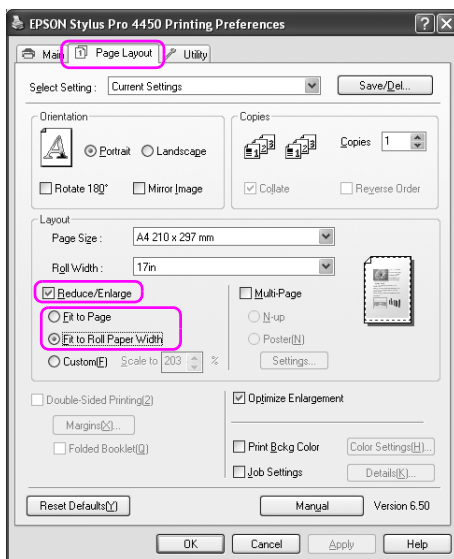 EPSON Stylus Pro 4450 Printing Preferences
Main Page Layout Utility
Select Setting : Current Settings Save/Del...
Orientation Copies
A Portrait Landscape Copies 1
Rotate 180° Mirror Image Collate Reverse Order
Layout
Page Size : A4 210 x 297 mm
Roll Width : 17in
Reduce/Enlarge Multi-Page
Fit to Page N-up
Fit to Roll Paper Width Poster(N)
Custom(F) Scale to 203 % Settings...
Double-Sided Printing(2) Optimize Enlargement
Margins(X)...
Folded Booklet(Q) Print Bckg Color Color Settings(H)...
Job Settings Details(K)...
Reset Defaults(Y) Manual Version 6.50
OK Cancel Apply Help